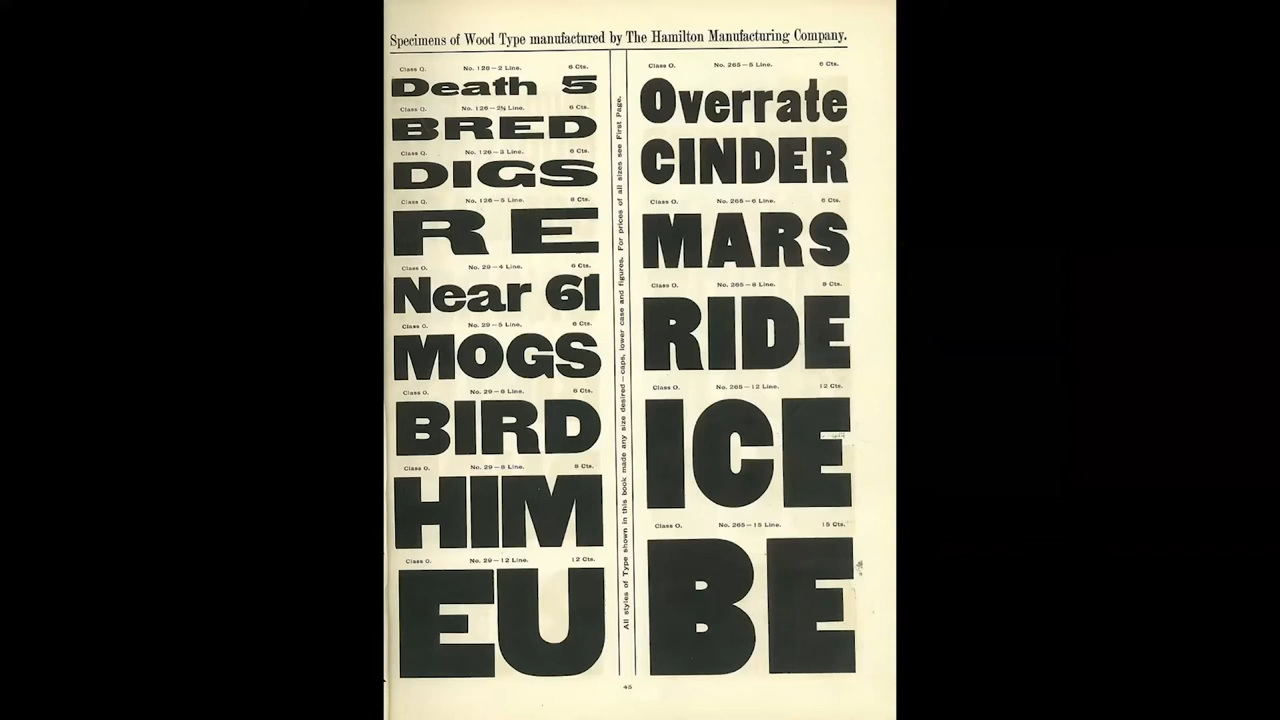 Specimens of Wood Type manufactured by The Hamilton Manufacturing Company.
Class Q. No. 126—2 Line. 6 Cts.
Death 5
Class Q. No. 126—2½ Line. 6 Cts.
BRED
Class Q. No. 126—3 Line. 6 Cts.
DIGS
Class Q. No. 126—5 Line. 8 Cts.
RE
Class O. No. 29—4 Line. 6 Cts.
Near 61
Class O. No. 29—5 Line. 6 Cts.
MOGS
Class O. No. 29—6 Line. 6 Cts.
BIRD
Class O. No. 29—8 Line. 8 Cts.
HIM
Class O. No. 29—12 Line. 12 Cts.
EU
All styles of Type shown in this book made any size desired—caps, lower case and figures. For prices of all sizes see First Page.
Class O. No. 265—5 Line. 6 Cts.
Overrate
CINDER
Class O. No. 265—6 Line. 6 Cts.
MARS
Class O. No. 265—8 Line. 8 Cts.
RIDE
Class O. No. 265—12 Line. 12 Cts.
ICE
Class O. No. 265—15 Line. 15 Cts.
BE
45